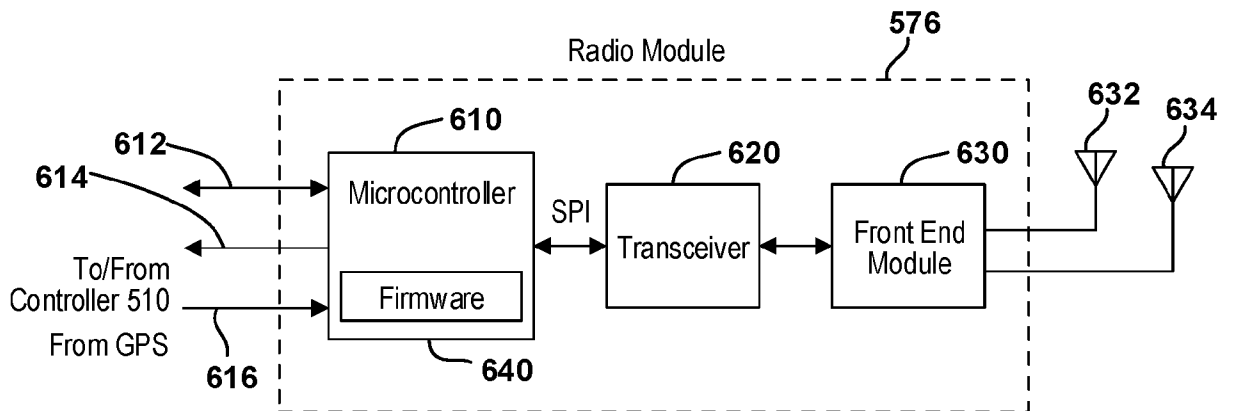 576
Radio Module
632
634
610
612
620
630
614
Microcontroller
SPI
Transceiver
Front End
Module
To/From
Controller 510
Firmware
From GPS
616
640